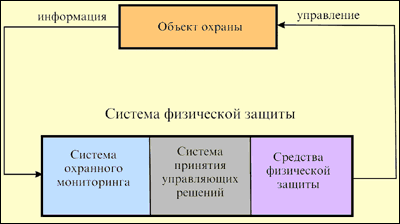 информация
Объект охраны
управление
Система физической защиты
Система
охранного
мониторинга
Система
принятия
управляющих
решений
Средства
физической
защиты